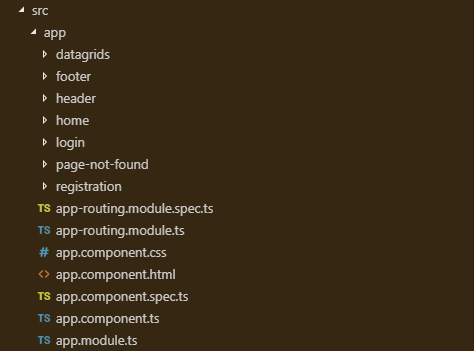 src
app
datagrids
footer
header
home
login
page-not-found
registration
TS app-routing.module.spec.ts
TS app-routing.module.ts
# app.component.css
<> app.component.html
TS app.component.spec.ts
TS app.component.ts
TS app.module.ts